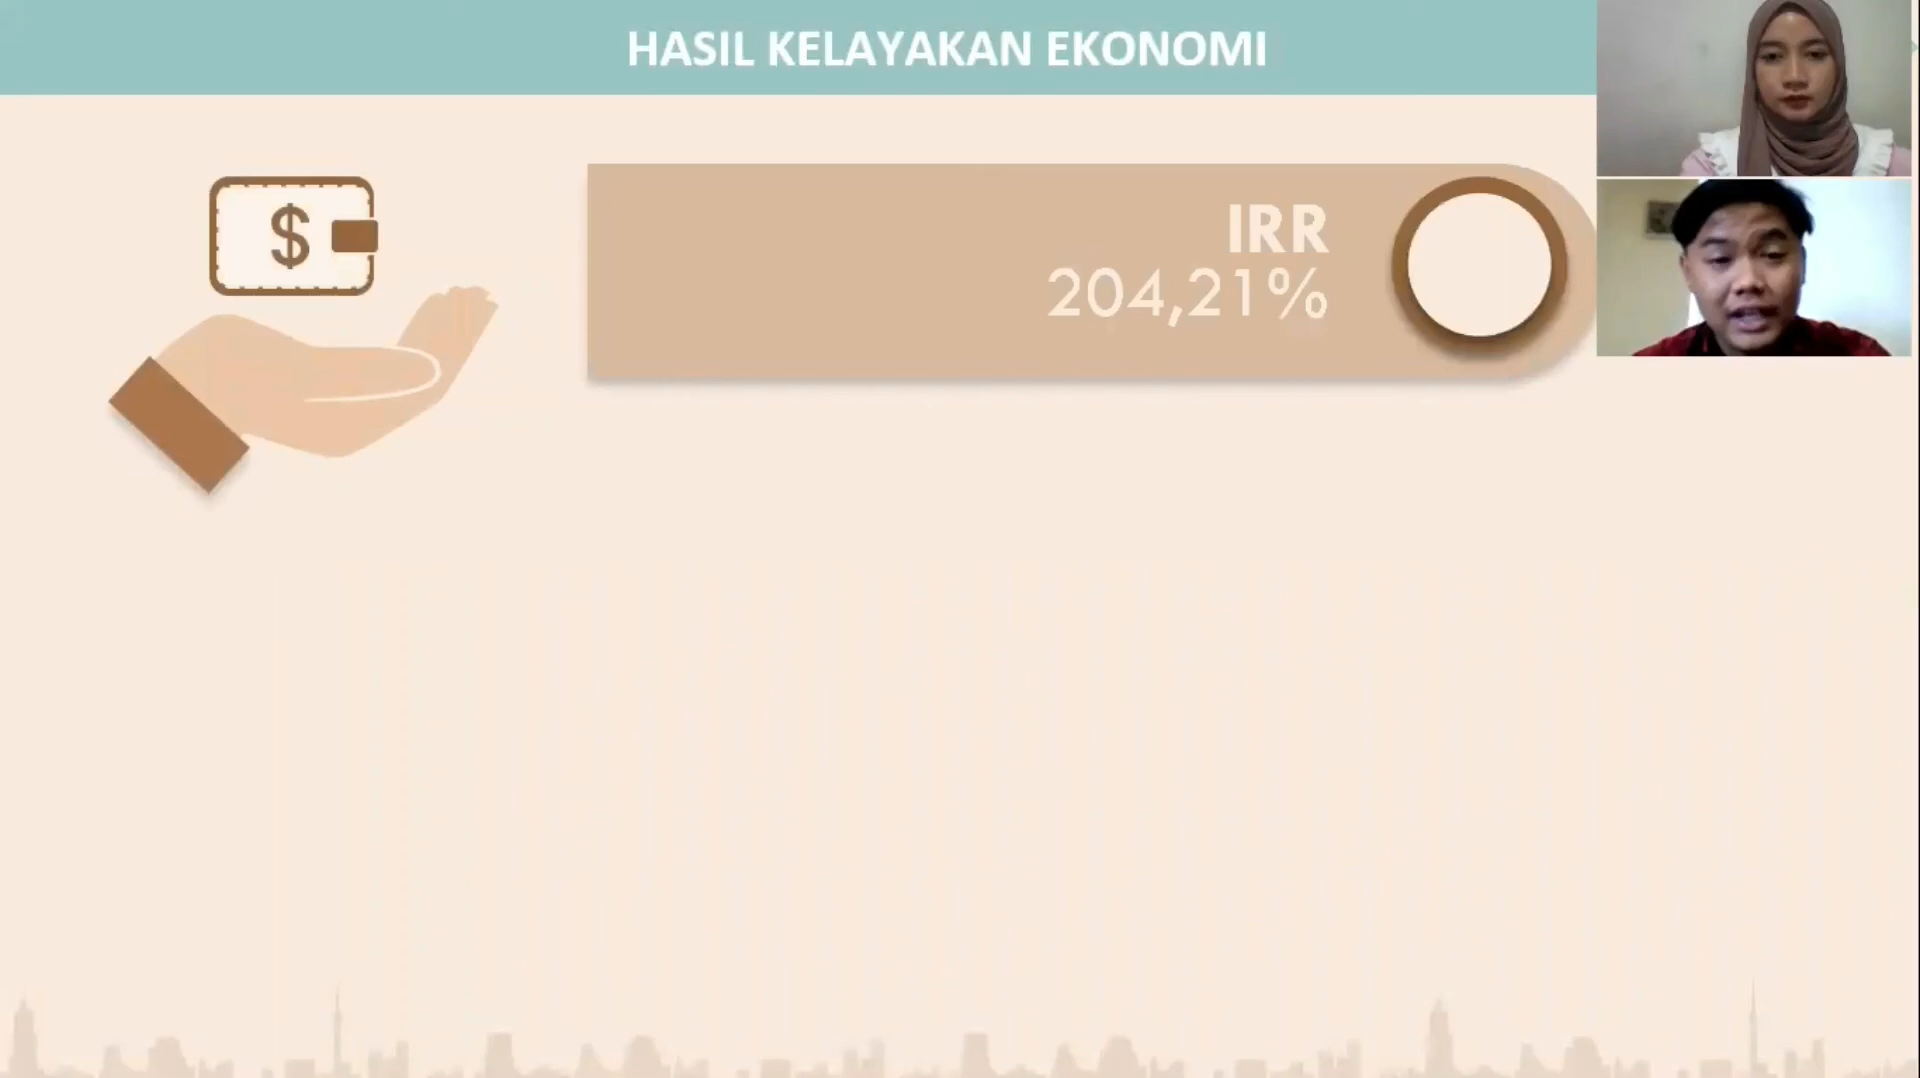 HASIL KELAYAKAN EKONOMI
$
IRR
204,21%